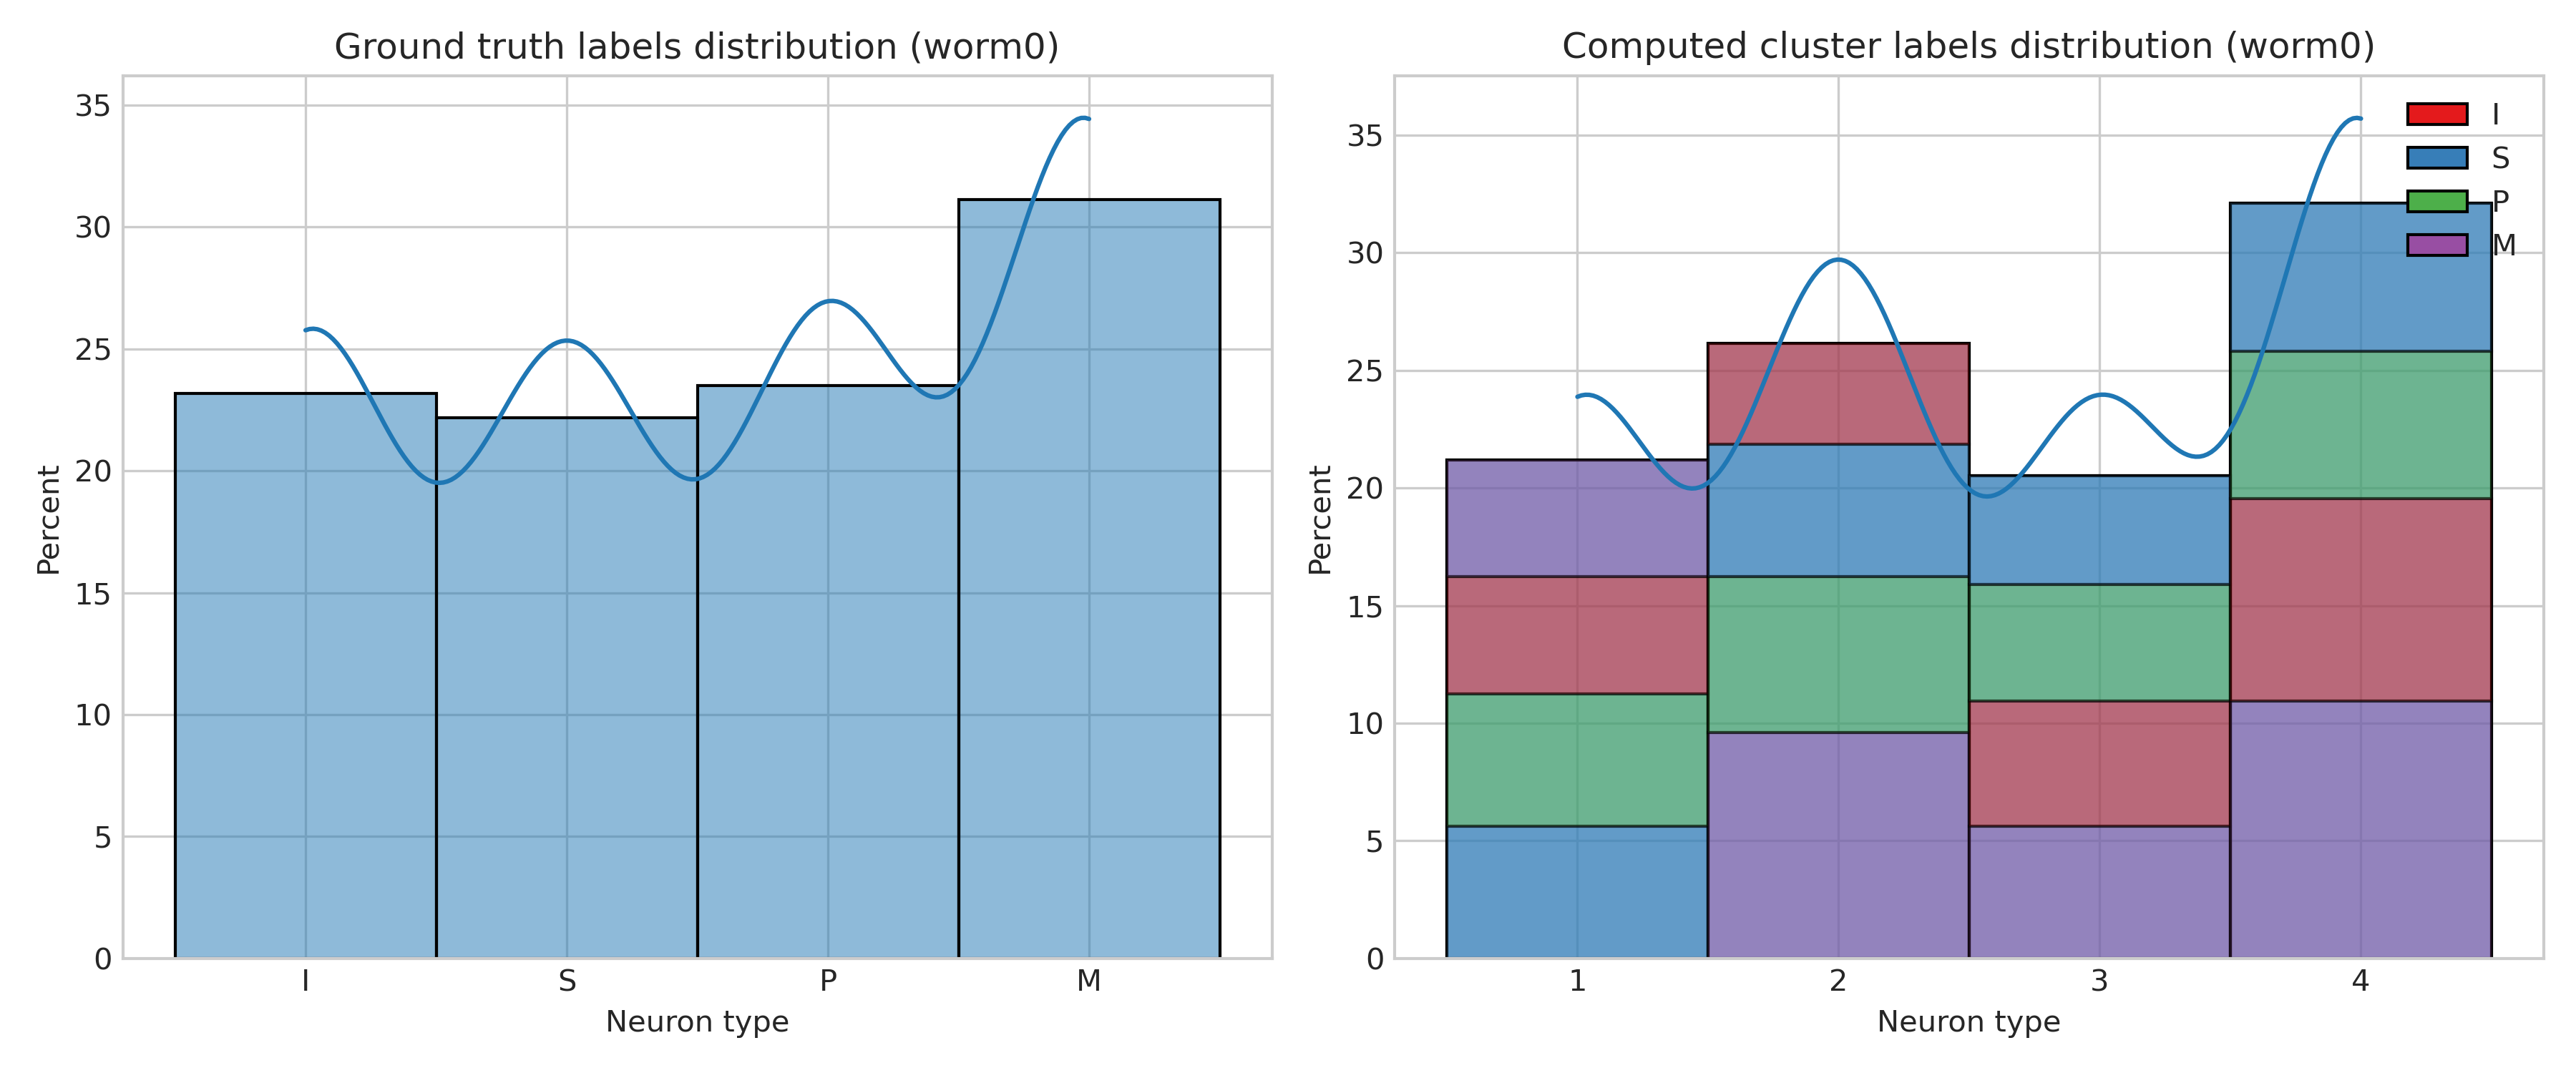 Ground truth labels distribution (worm0)
35
30
25
20
15
10
5
0
Percent
I S P M
Neuron type
Computed cluster labels distribution (worm0)
35
30
25
20
15
10
5
0
Percent
I
S
P
M
1 2 3 4
Neuron type